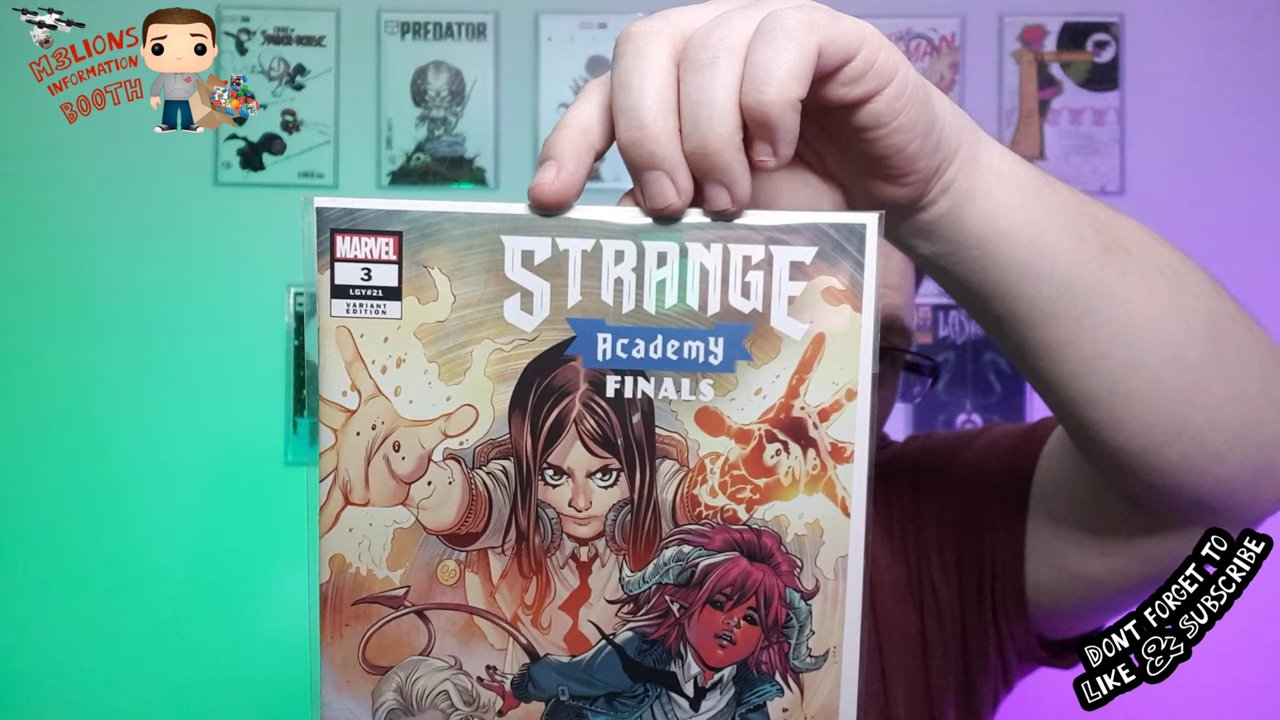 M3LIONS
INFORMATION
BOOTH
PREDATOR
MARVEL
3
LGY#21
VARIANT
EDITION
STRANGE
Academy
FINALS
DONT FORGET TO
LIKE & SUBSCRIBE